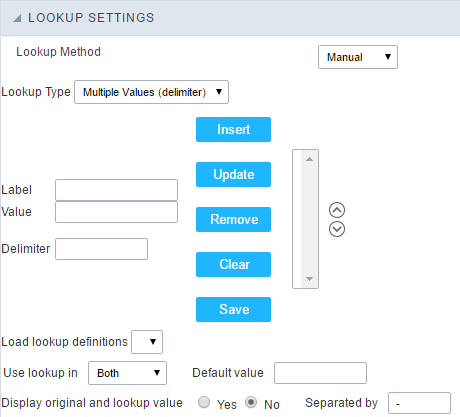 LOOKUP SETTINGS
Lookup Method Manual
Lookup Type Multiple Values (delimiter)
Insert
Update
Label
Value
Remove
Delimiter
Clear
Save
Load lookup definitions
Use lookup in Both Default value
Display original and lookup value Yes No Separated by -